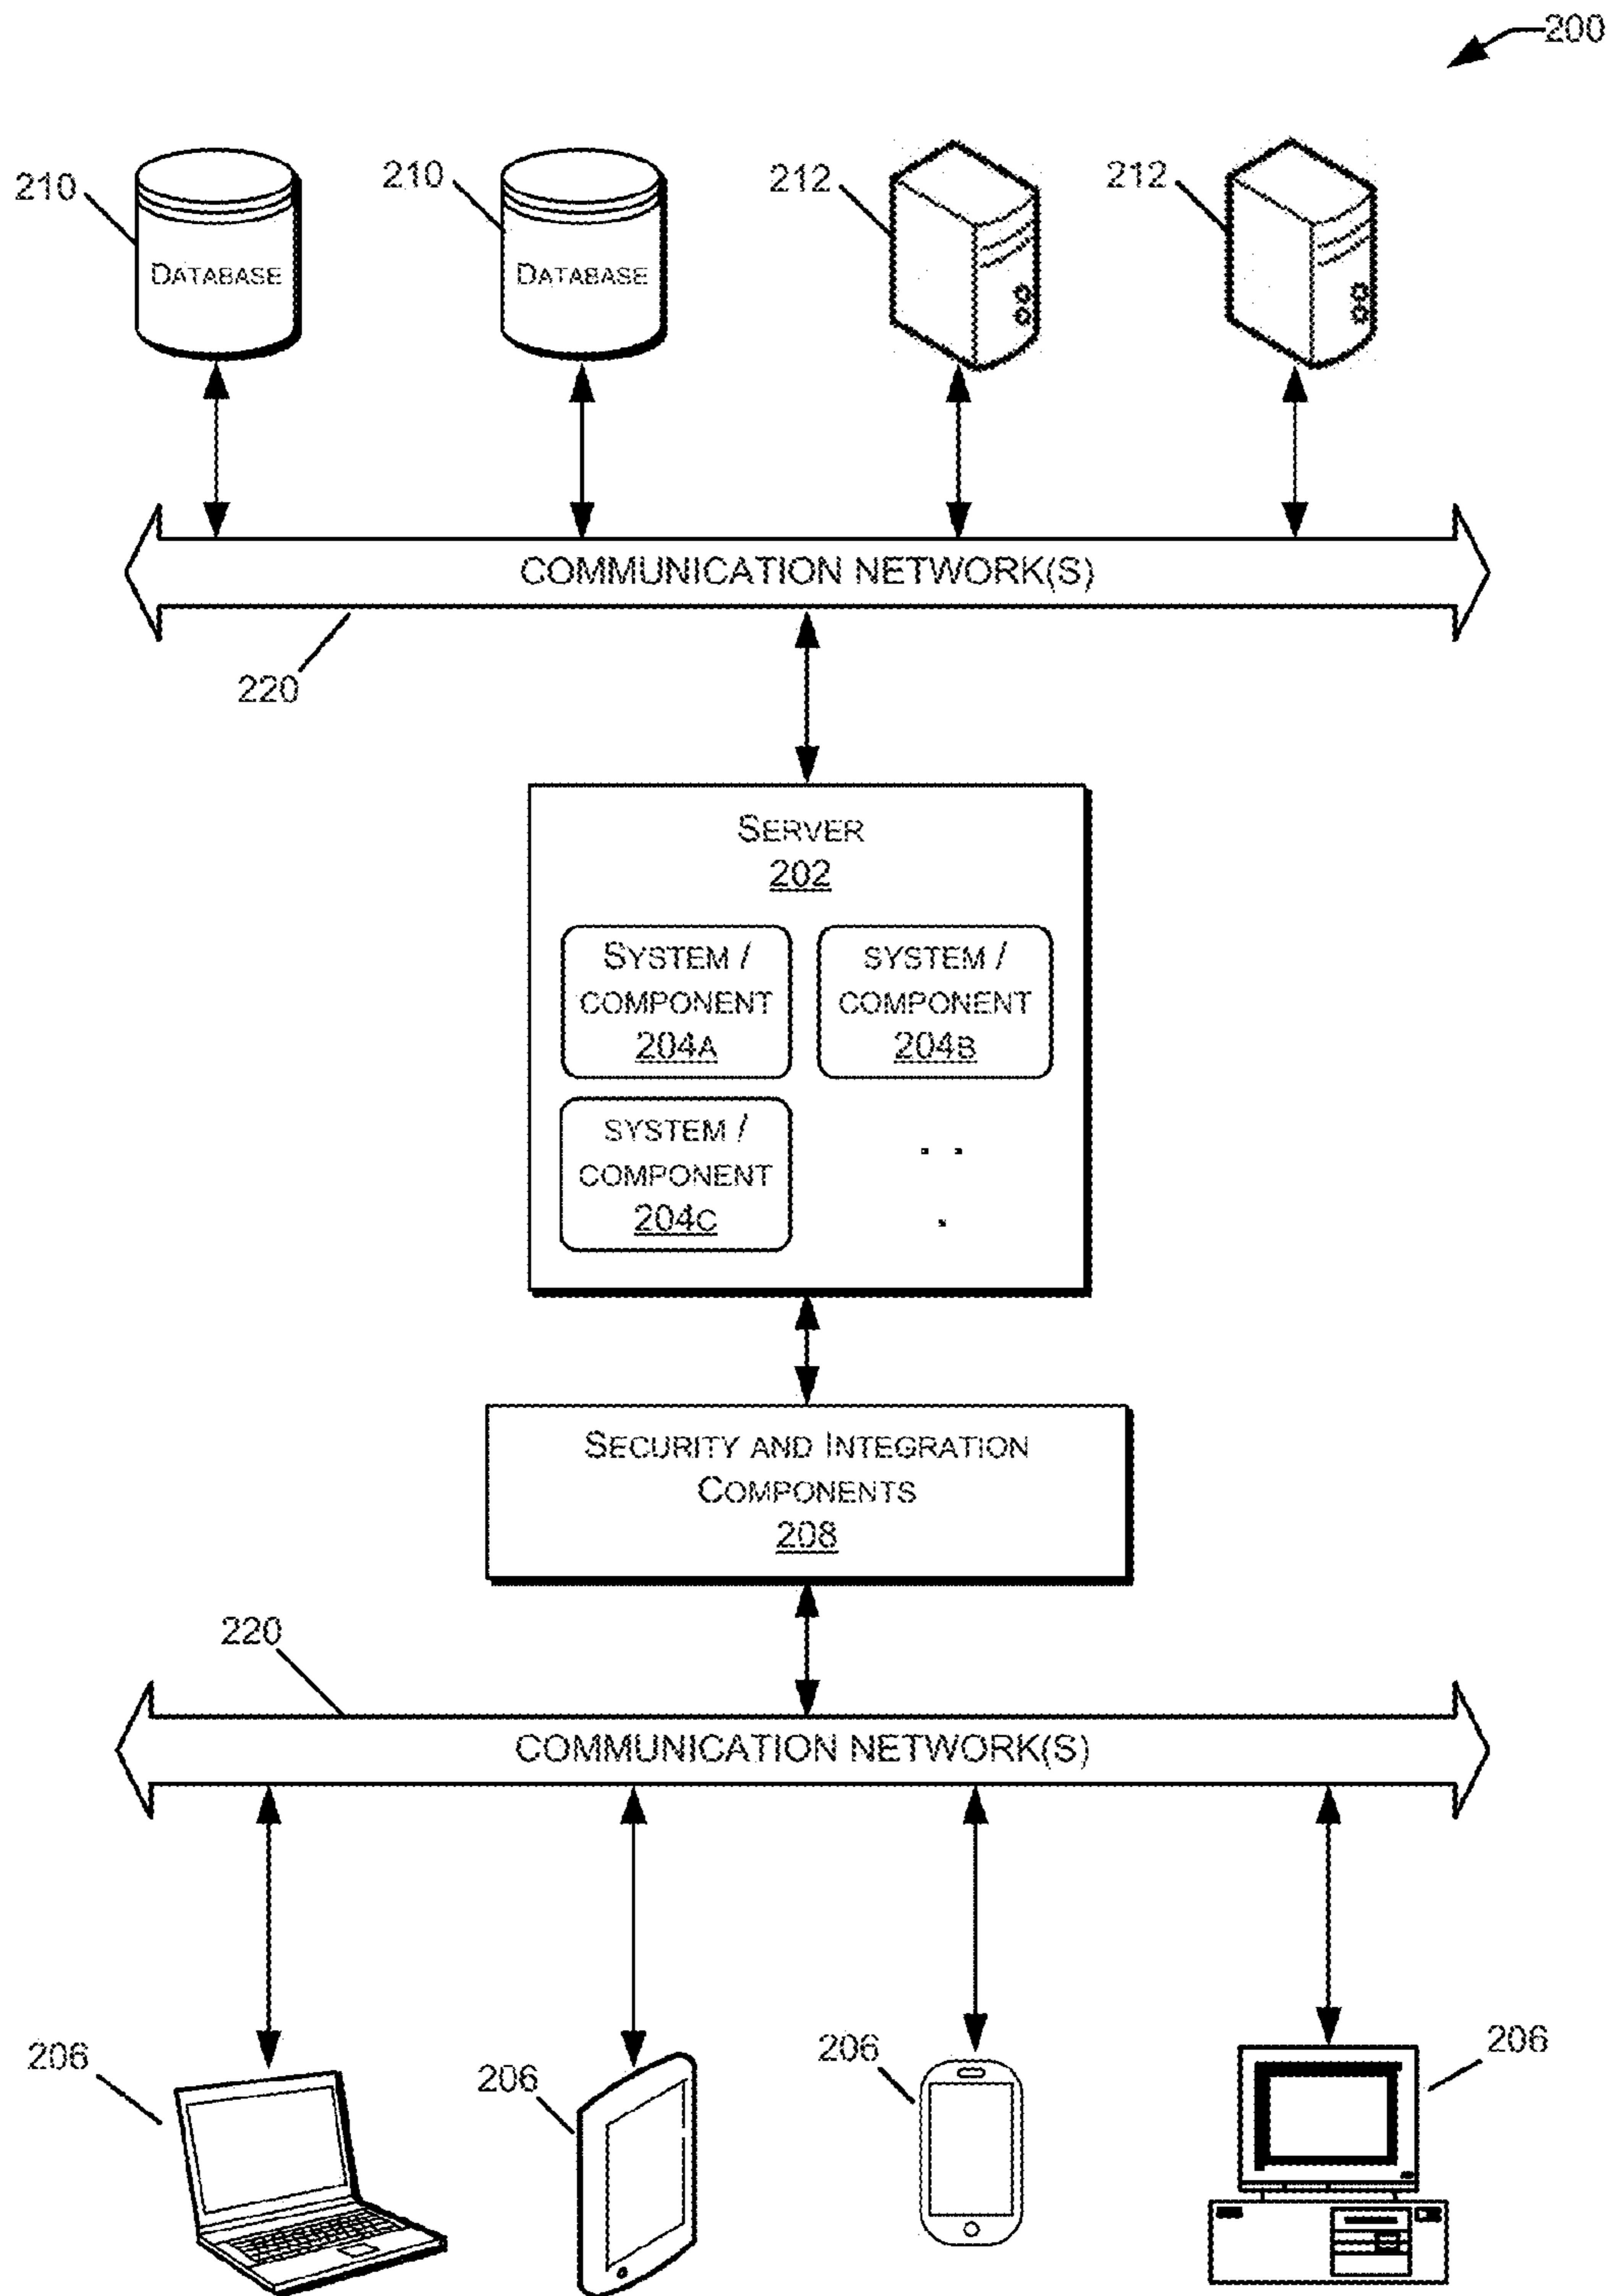 200
210
210
212
212
DATABASE
DATABASE
COMMUNICATION NETWORK(S)
220
SERVER
202
SYSTEM /
COMPONENT
204A
SYSTEM /
COMPONENT
204B
SYSTEM /
COMPONENT
204C
. .
.
SECURITY AND INTEGRATION
COMPONENTS
208
220
COMMUNICATION NETWORK(S)
206
206
206
206